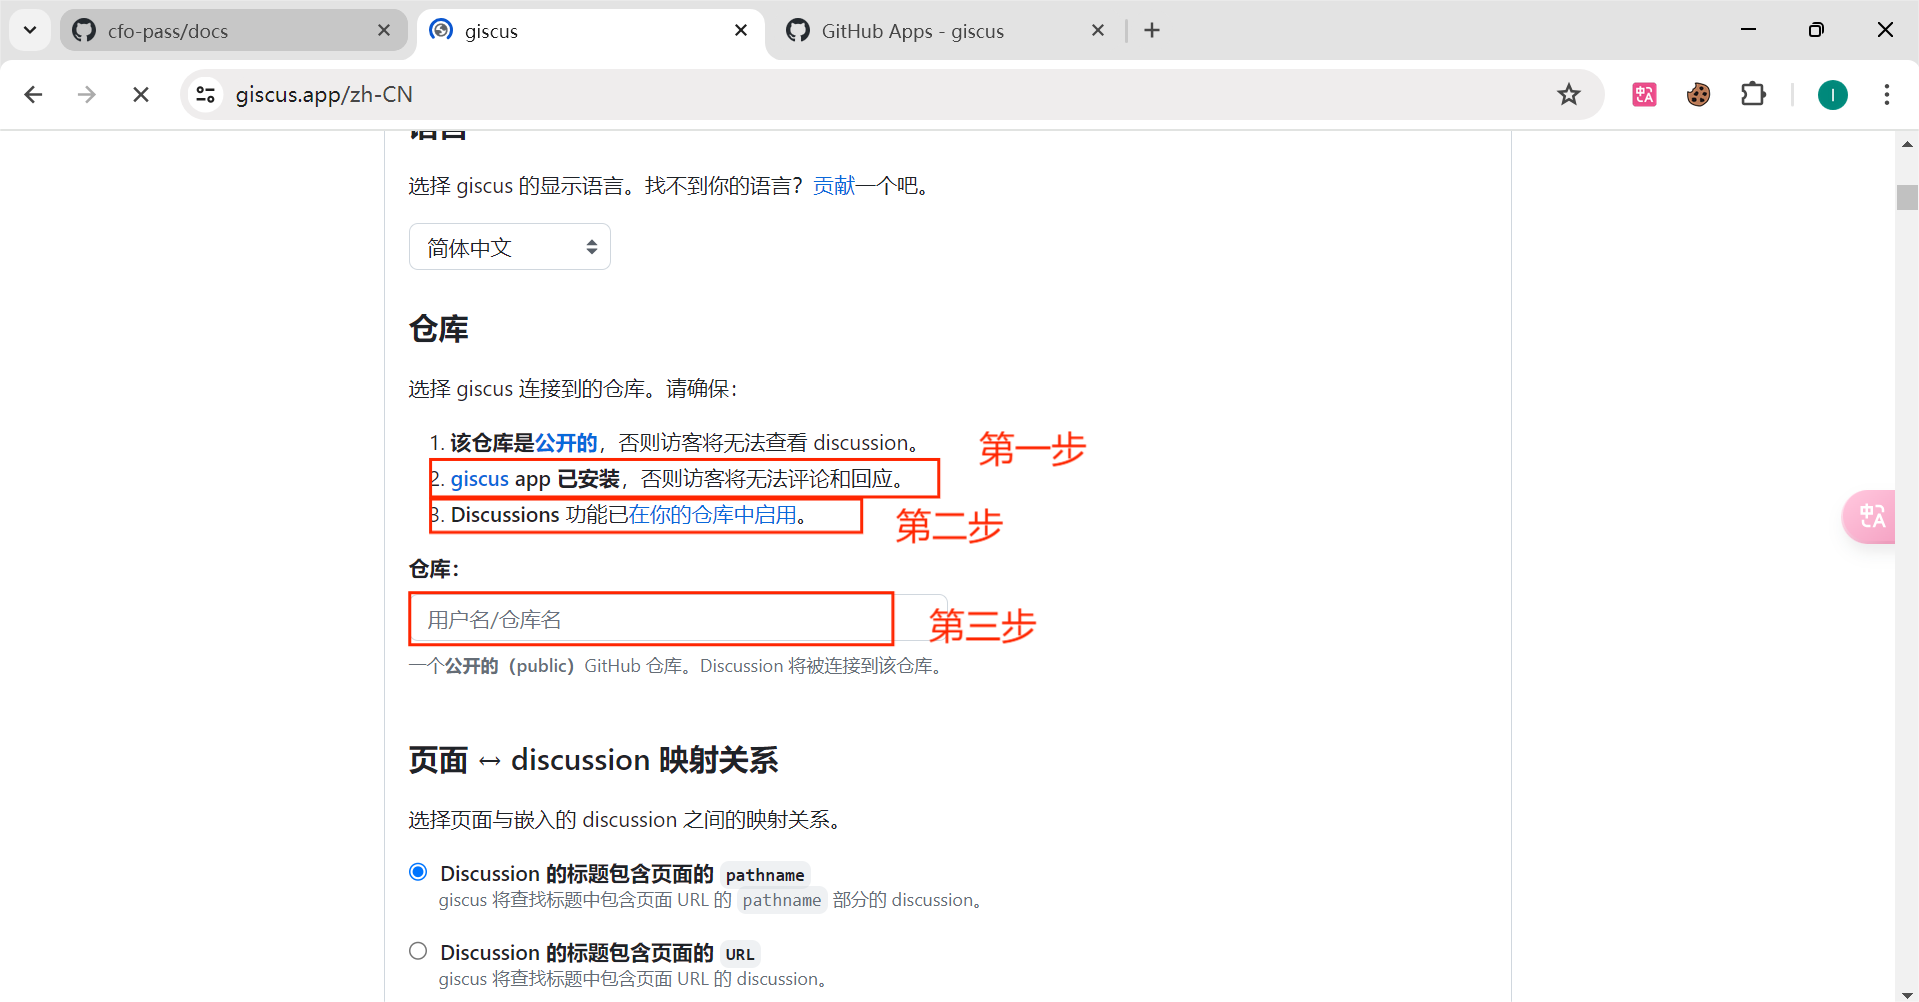 cfo-pass/docs
giscus
GitHub Apps - giscus
giscus.app/zh-CN
I
语言
选择 giscus 的显示语言。找不到你的语言？贡献一个吧。
简体中文
仓库
选择 giscus 连接到的仓库。请确保：
1. 该仓库是公开的，否则访客将无法查看 discussion。
第一步
2. giscus app 已安装，否则访客将无法评论和回应。
3. Discussions 功能已在你的仓库中启用。
第二步
中A
仓库：
用户名/仓库名
第三步
一个公开的（public）GitHub 仓库。Discussion 将被连接到该仓库。
页面 ↔ discussion 映射关系
选择页面与嵌入的 discussion 之间的映射关系。
Discussion 的标题包含页面的 pathname
giscus 将查找标题中包含页面 URL 的 pathname 部分的 discussion。
Discussion 的标题包含页面的 URL
giscus 将查找标题中包含页面 URL 的 discussion。